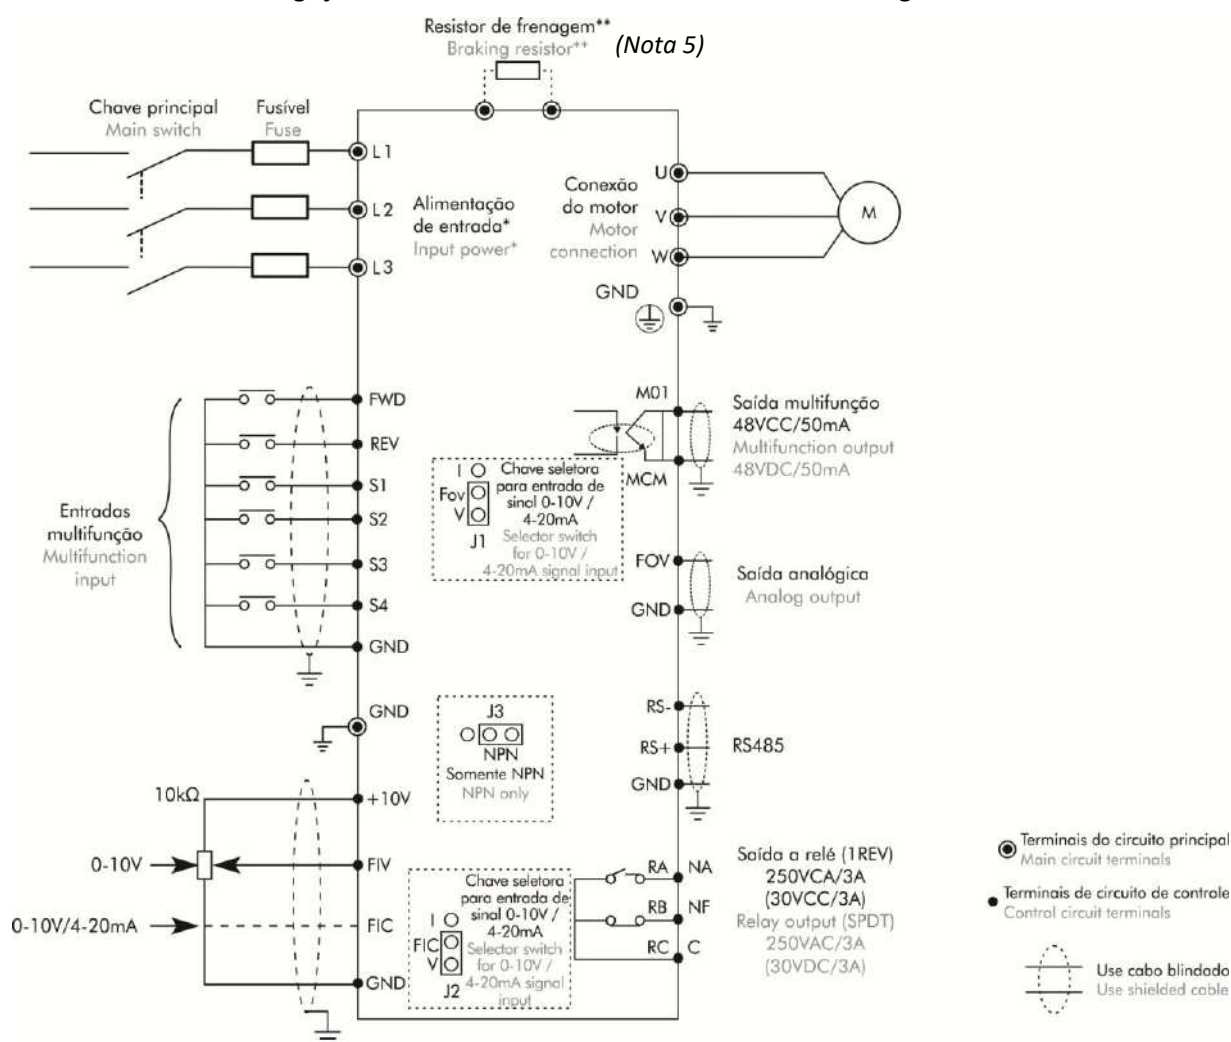 Resistor de frenagem**
Braking resistor**
(Nota 5)
Chave principal
Main switch
Fusível
Fuse
L1
L2
L3
Alimentação
de entrada*
Input power*
Conexão
do motor
Motor
connection
U
V
W
M
GND
FWD
REV
S1
S2
S3
S4
GND
Entradas
multifunção
Multifunction
input
I
Fov
V
J1
Chave seletora
para entrada de
sinal 0-10V /
4-20mA
Selector switch
for 0-10V /
4-20mA signal input
M01
MCM
Saída multifunção
48VCC/50mA
Multifunction output
48VDC/50mA
FOV
GND
Saída analógica
Analog output
GND
J3
NPN
Somente NPN
NPN only
RS-
RS+
GND
RS485
10kΩ
+10V
0-10V
FIV
0-10V/4-20mA
FIC
GND
I
FIC
V
J2
Chave seletora
para entrada de
sinal 0-10V /
4-20mA
Selector switch
for 0-10V /
4-20mA signal
input
RA
NA
RB
NF
RC
C
Saída a relé (1REV)
250VCA/3A
(30VCC/3A)
Relay output (SPDT)
250VAC/3A
(30VDC/3A)
Terminais do circuito principal
Main circuit terminals
Terminais de circuito de controle
Control circuit terminals
Use cabo blindado
Use shielded cable